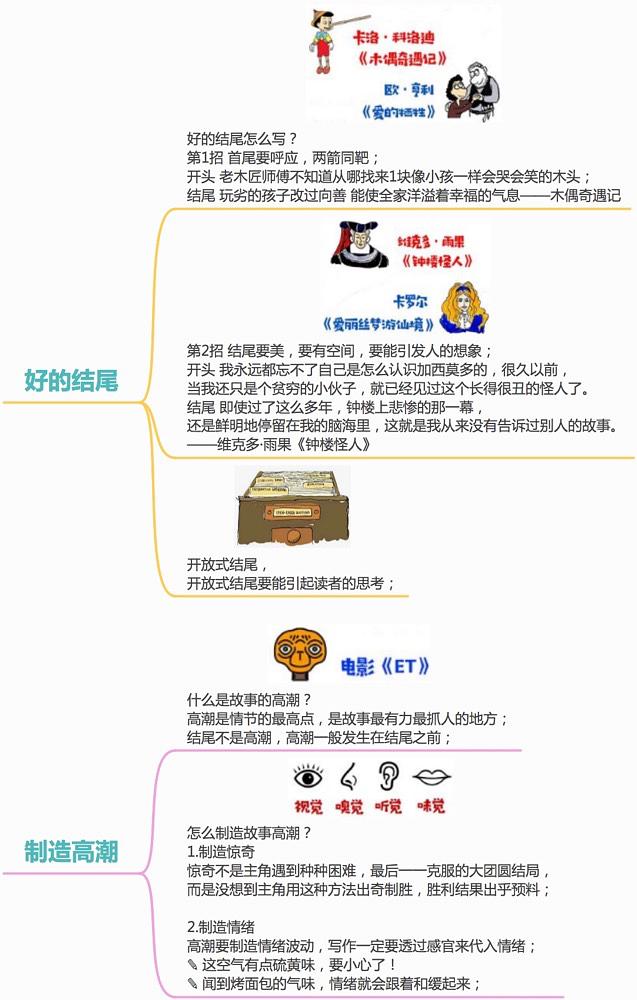 卡洛·科洛迪
《木偶奇遇记》
欧·亨利
《爱的牺牲》
好的结尾怎么写？
第1招 首尾要呼应，两箭同靶；
开头 老木匠师傅不知道从哪找来1块像小孩一样会哭会笑的木头；
结尾 玩劣的孩子改过向善 能使全家洋溢着幸福的气息——木偶奇遇记
维克多·雨果
《钟楼怪人》
卡罗尔
《爱丽丝梦游仙境》
好的结尾
第2招 结尾要美，要有空间，要能引发人的想象；
开头 我永远都忘不了自己是怎么认识加西莫多的，很久以前，
当我还只是个贫穷的小伙子，就已经见过这个长得很丑的怪人了。
结尾 即使过了这么多年，钟楼上悲惨的那一幕，
还是鲜明地停留在我的脑海里，这就是我从来没有告诉过别人的故事。
——维克多·雨果《钟楼怪人》
开放式结尾，
开放式结尾要能引起读者的思考；
电影《ET》
什么是故事的高潮？
高潮是情节的最高点，是故事最有力最抓人的地方；
结尾不是高潮，高潮一般发生在结尾之前；
视觉 嗅觉 听觉 味觉
制造高潮
怎么制造故事高潮？
1.制造惊奇
惊奇不是主角遇到种种困难，最后一一克服的大团圆结局，
而是没想到主角用这种方法出奇制胜，胜利结果出乎预料；
2.制造情绪
高潮要制造情绪波动，写作一定要透过感官来代入情绪；
✎ 这空气有点硫黄味，要小心了！
✎ 闻到烤面包的气味，情绪就会跟着和缓起来；